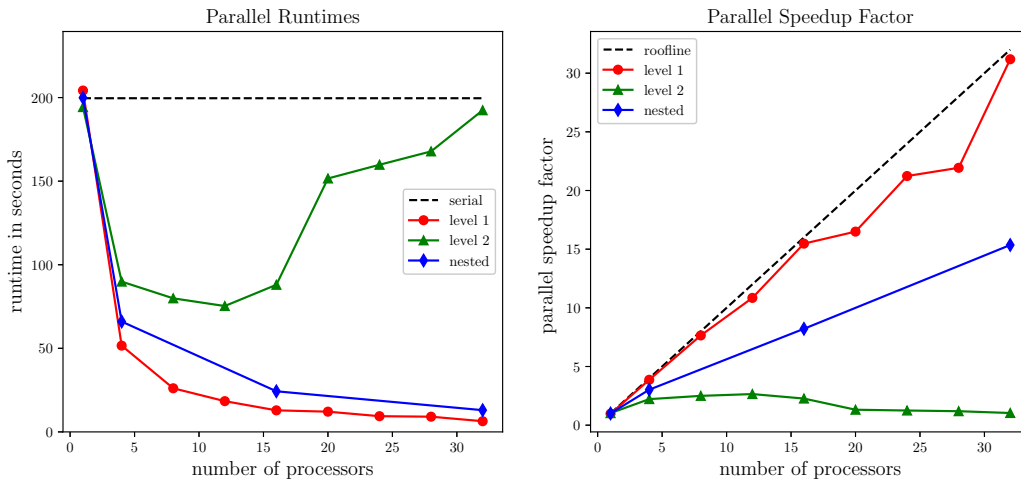 Parallel Runtimes
runtime in seconds
200
150
100
50
0
serial
level 1
level 2
nested
0 5 10 15 20 25 30
number of processors
Parallel Speedup Factor
parallel speedup factor
30
25
20
15
10
5
0
roofline
level 1
level 2
nested
0 5 10 15 20 25 30
number of processors